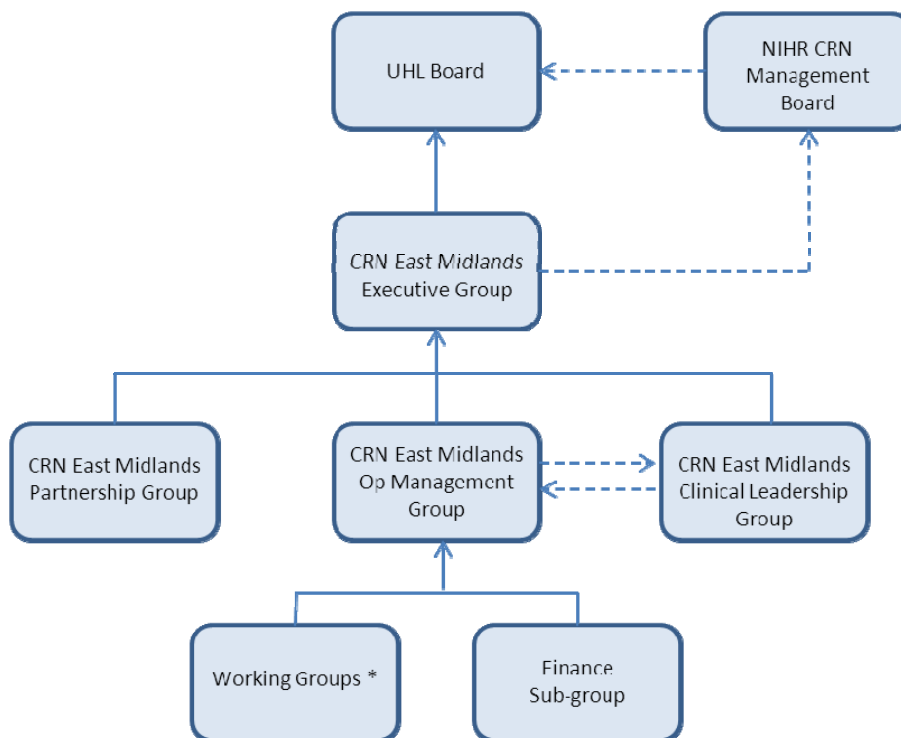 UHL Board
NIHR CRN
Management
Board
CRN East Midlands
Executive Group
CRN East Midlands
Partnership Group
CRN East Midlands
Op Management
Group
CRN East Midlands
Clinical Leadership
Group
Working Groups *
Finance
Sub-group